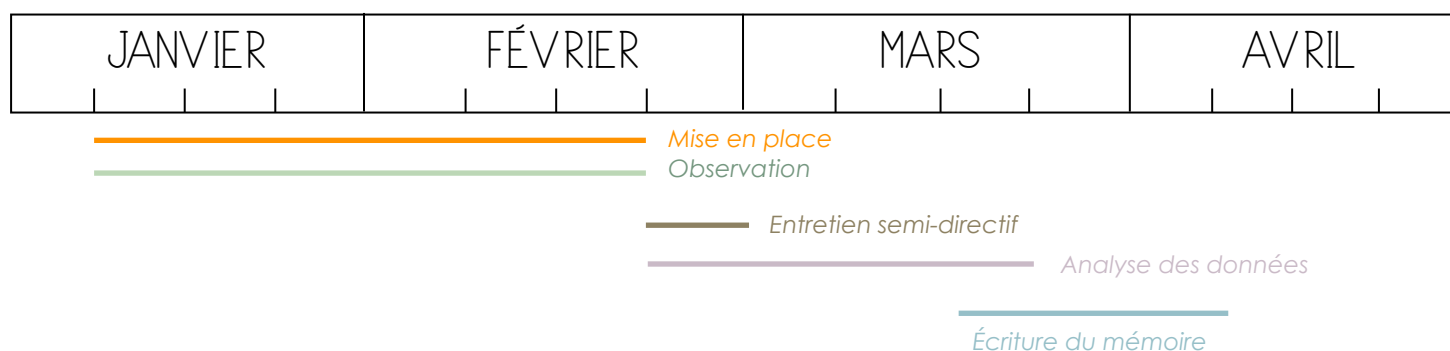 JANVIER FÉVRIER MARS AVRIL
Mise en place
Observation
Entretien semi-directif
Analyse des données
Écriture du mémoire